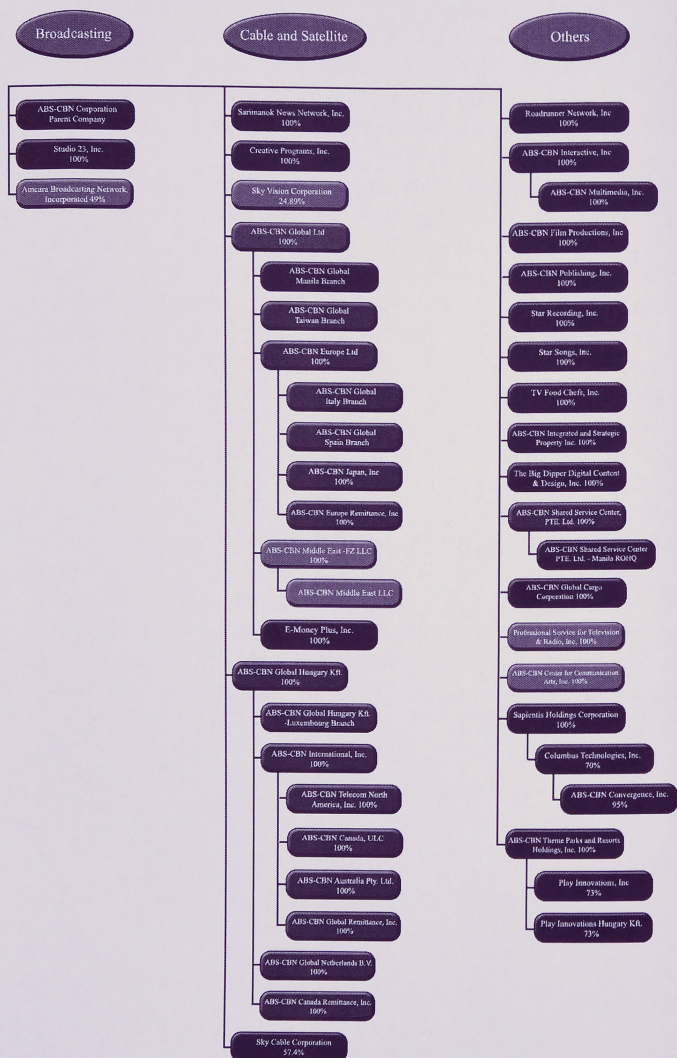 Broadcasting
ABS-CBN Corporation
Parent Company
Studio 23, Inc.
100%
Amcara Broadcasting Network,
Incorporated 49%
Cable and Satellite
Sarimanok News Network, Inc.
100%
Creative Programs, Inc.
100%
Sky Vision Corporation
24.89%
ABS-CBN Global Ltd
100%
ABS-CBN Global
Manila Branch
ABS-CBN Global
Taiwan Branch
ABS-CBN Europe Ltd
100%
ABS-CBN Global
Italy Branch
ABS-CBN Global
Spain Branch
ABS-CBN Japan, Inc
100%
ABS-CBN Europe Remittance, Inc
100%
ABS-CBN Middle East -FZ LLC
100%
ABS-CBN Middle East LLC
E-Money Plus, Inc.
100%
ABS-CBN Global Hungary Kft.
100%
ABS-CBN Global Hungary Kft.
-Luxembourg Branch
ABS-CBN International, Inc.
100%
ABS-CBN Telecom North
America, Inc. 100%
ABS-CBN Canada, ULC
100%
ABS-CBN Australia Pty. Ltd.
100%
ABS-CBN Global Remittance, Inc.
100%
ABS-CBN Global Netherlands B.V.
100%
ABS-CBN Canada Remittance, Inc.
100%
Sky Cable Corporation
57.4%
Others
Roadrunner Network, Inc
100%
ABS-CBN Interactive, Inc
100%
ABS-CBN Multimedia, Inc.
100%
ABS-CBN Film Productions, Inc
100%
ABS-CBN Publishing, Inc.
100%
Star Recording, Inc.
100%
Star Songs, Inc.
100%
TV Food Chefs, Inc.
100%
ABS-CBN Integrated and Strategic
Property Inc. 100%
The Big Dipper Digital Content
& Design, Inc. 100%
ABS-CBN Shared Service Center,
PTE. Ltd. 100%
ABS-CBN Shared Service Center
PTE. Ltd. - Manila ROHQ
ABS-CBN Global Cargo
Corporation 100%
Professional Service for Television
& Radio, Inc. 100%
ABS-CBN Center for Communication
Arts, Inc. 100%
Sapientis Holdings Corporation
100%
Columbus Technologies, Inc.
70%
ABS-CBN Convergence, Inc.
95%
ABS-CBN Theme Parks and Resorts
Holdings, Inc. 100%
Play Innovations, Inc
73%
Play Innovations Hungary Kft.
73%